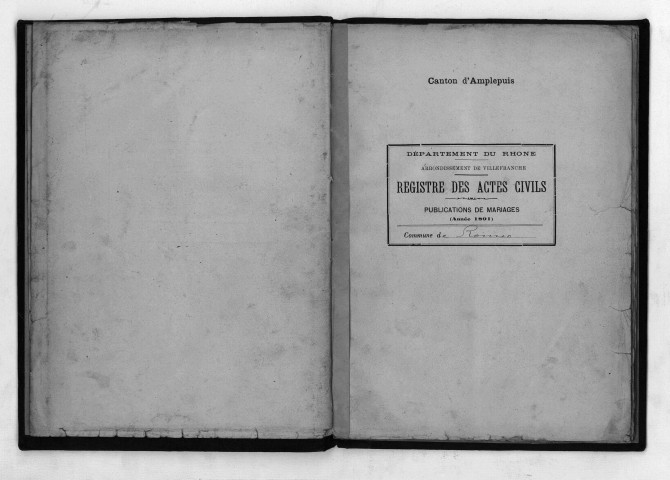 Canton d'Amplepuis
DÉPARTEMENT DU RHONE
ARRONDISSEMENT DE VILLEFRANCHE
REGISTRE DES ACTES CIVILS
PUBLICATIONS DE MARIAGES
(Année 1901)
Commune de Ronno